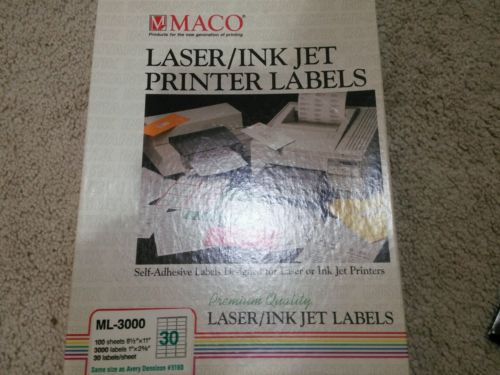 MACO
Products for the new generation of printing
LASER/INK JET
PRINTER LABELS
Self-Adhesive Labels Designed for Laser or Ink Jet Printers
Premium Quality
LASER/INK JET LABELS
ML-3000
100 sheets 8½"×11"
3000 labels 1"×2⅝"
30 labels/sheet
30
Same size as Avery Dennison #5160